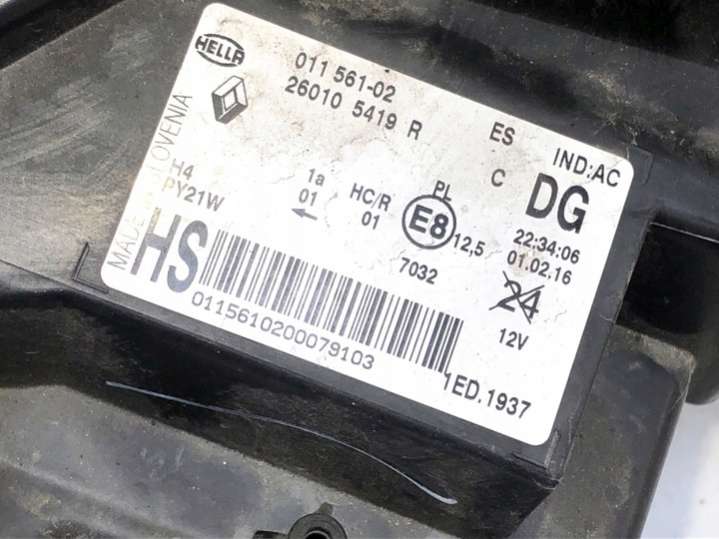 HELLA
011 561-02
26010 5419 R
ES
IND:AC
MADE IN SLOVENIA
H4
PY21W
1a
01
HC/R
01
PL
E8
12,5
7032
C
DG
22:34:06
01.02.16
HS
24
12V
0115610200079103
1ED.1937